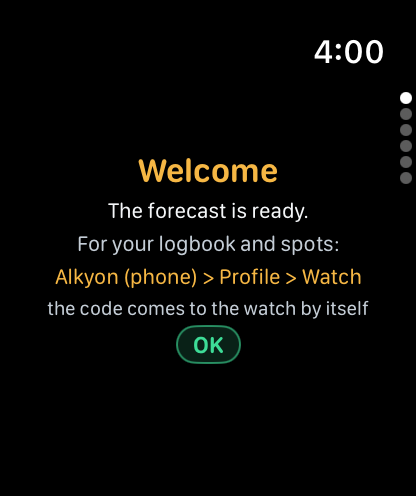 4:00
Welcome
The forecast is ready.
For your logbook and spots:
Alkyon (phone) > Profile > Watch
the code comes to the watch by itself
OK